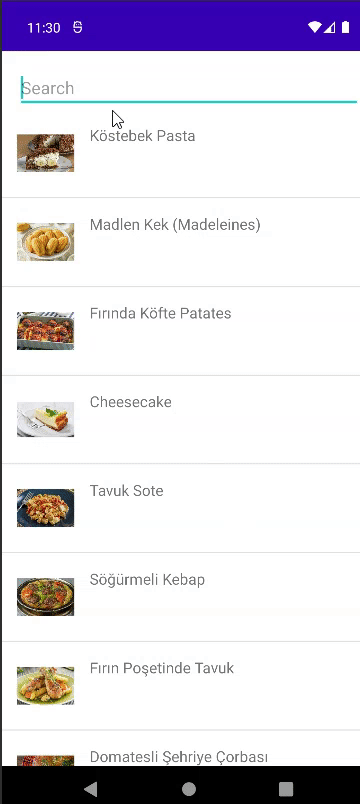 11:30
Search
Köstebek Pasta
Madlen Kek (Madeleines)
Fırında Köfte Patates
Cheesecake
Tavuk Sote
Söğürmeli Kebap
Fırın Poşetinde Tavuk
Domatesli Şehriye Çorbası